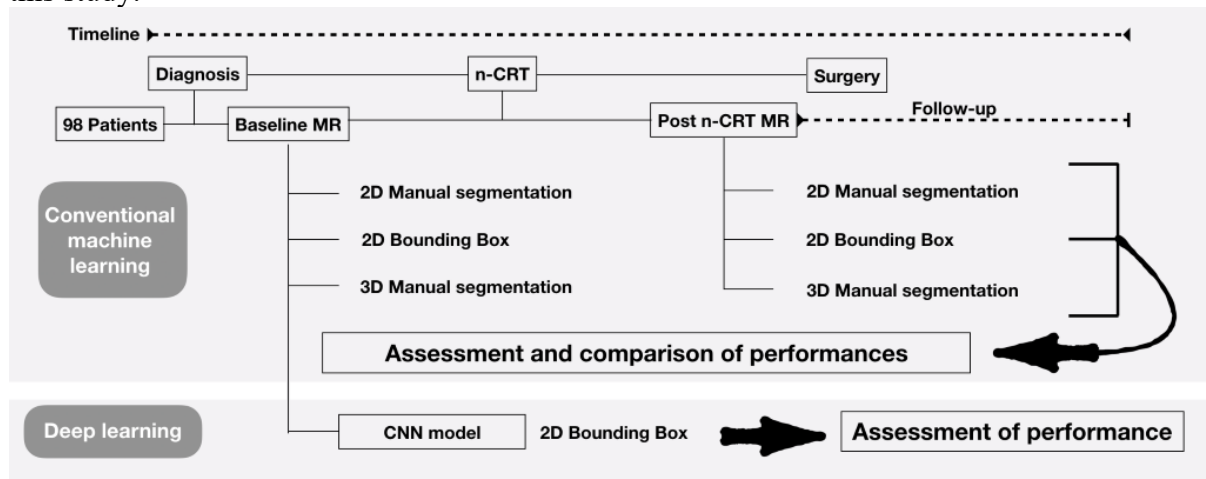 this study.
Timeline
Diagnosis n-CRT Surgery
98 Patients Baseline MR Post n-CRT MR Follow-up
Conventional
machine
learning
2D Manual segmentation 2D Manual segmentation
2D Bounding Box 2D Bounding Box
3D Manual segmentation 3D Manual segmentation
Assessment and comparison of performances
Deep learning CNN model 2D Bounding Box Assessment of performance